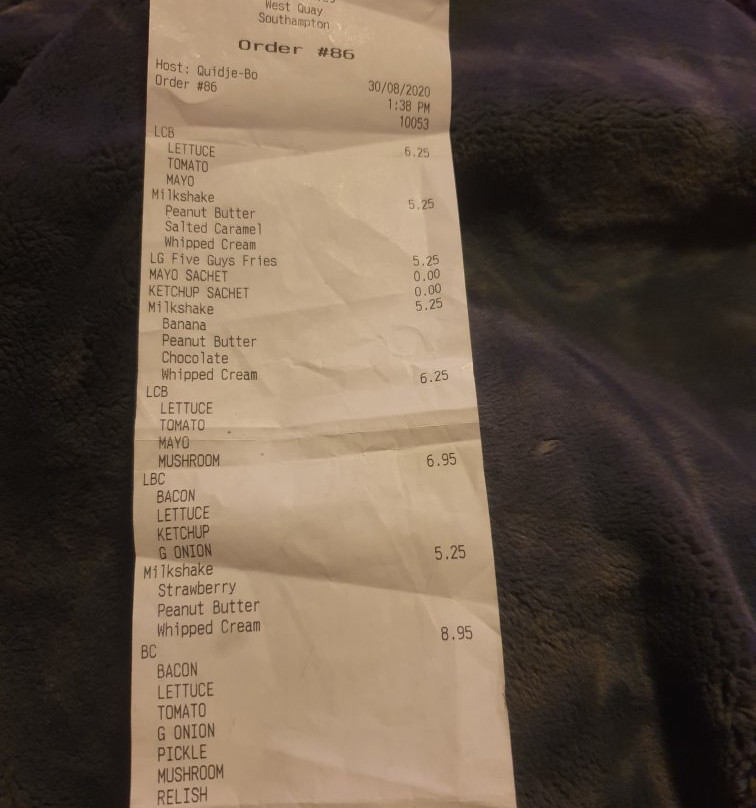 West Quay
Southampton
Order #86
Host: Quidje-Bo
Order #86 30/08/2020
1:38 PM
10053
LCB 6.25
LETTUCE
TOMATO
MAYO
Milkshake 5.25
Peanut Butter
Salted Caramel
Whipped Cream
LG Five Guys Fries 5.25
MAYO SACHET 0.00
KETCHUP SACHET 0.00
Milkshake 5.25
Banana
Peanut Butter
Chocolate
Whipped Cream
LCB 6.25
LETTUCE
TOMATO
MAYO
MUSHROOM
LBC 6.95
BACON
LETTUCE
KETCHUP
G ONION
Milkshake 5.25
Strawberry
Peanut Butter
Whipped Cream
BC 8.95
BACON
LETTUCE
TOMATO
G ONION
PICKLE
MUSHROOM
RELISH